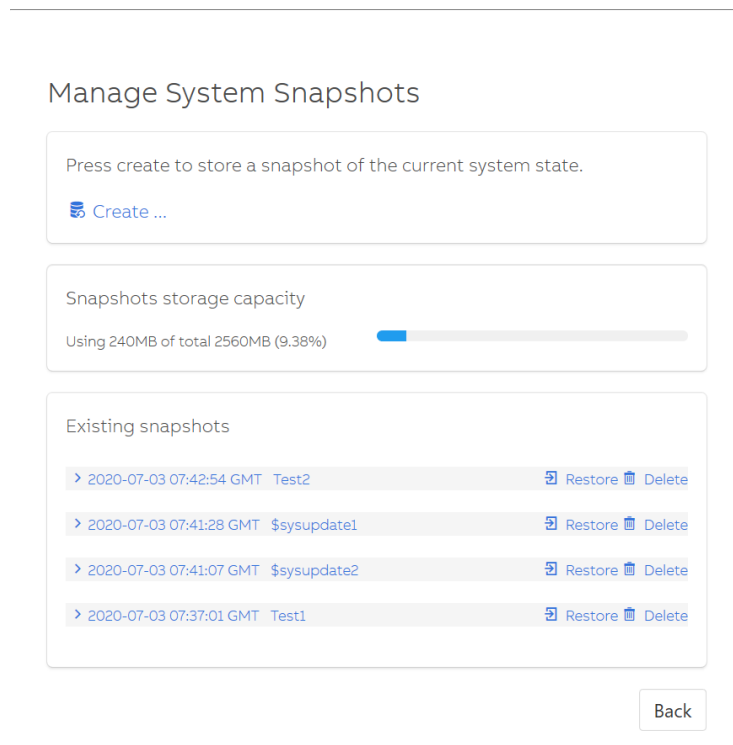 Manage System Snapshots
Press create to store a snapshot of the current system state.
Create ...
Snapshots storage capacity
Using 240MB of total 2560MB (9.38%)
Existing snapshots
2020-07-03 07:42:54 GMT Test2 Restore Delete
2020-07-03 07:41:28 GMT $sysupdate1 Restore Delete
2020-07-03 07:41:07 GMT $sysupdate2 Restore Delete
2020-07-03 07:37:01 GMT Test1 Restore Delete
Back